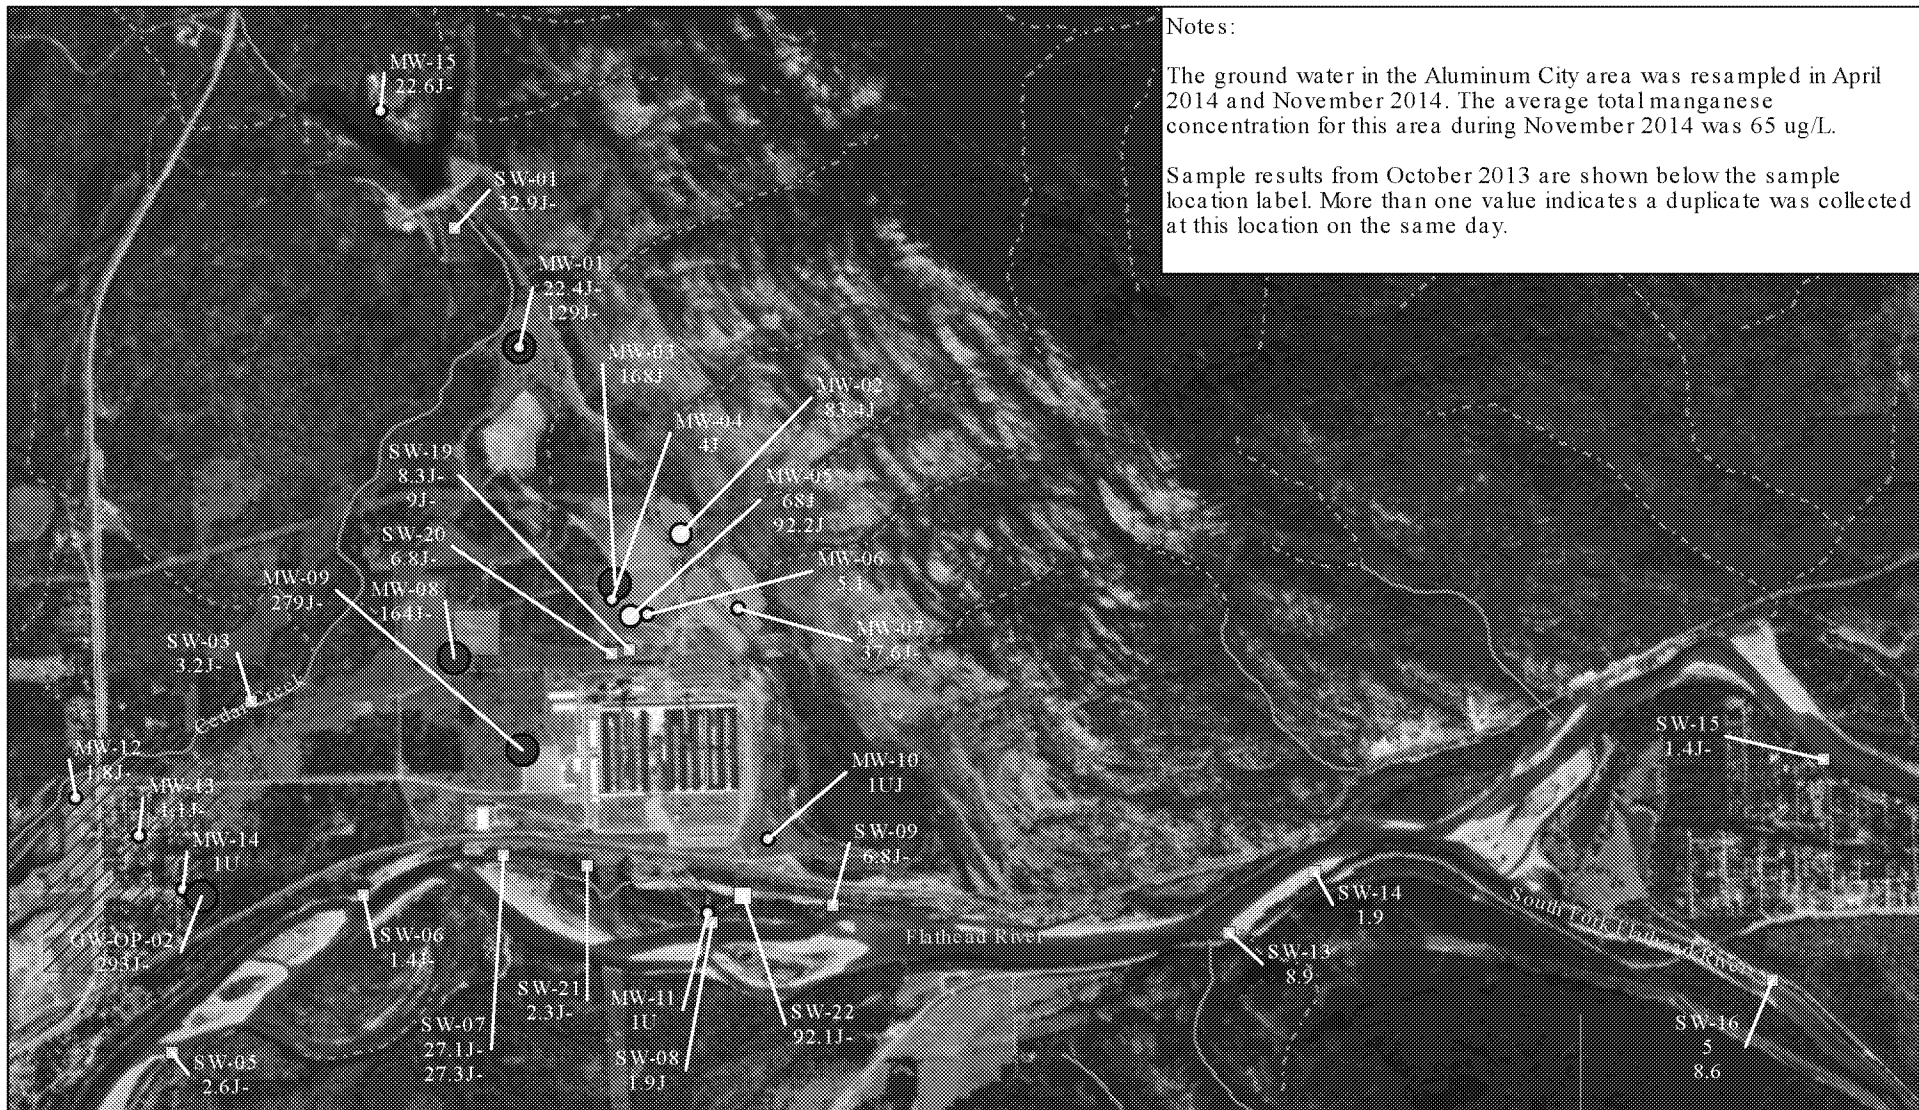 Notes:
The ground water in the Aluminum City area was resampled in April
2014 and November 2014. The average total manganese
concentration for this area during November 2014 was 65 ug/L.
Sample results from October 2013 are shown below the sample
location label. More than one value indicates a duplicate was collected
at this location on the same day.
MW-15
22.6J-
SW-01
32.9J-
MW-01
22.4J-
129J-
MW-03
168J
MW-02
83.4J
MW-04
4J
SW-19
8.3J-
9J-
MW-05
68J
92.2J
SW-20
6.8J-
MW-06
5J
MW-09
279J-
MW-08
164J-
MW-07
37.6J-
SW-03
3.2J-
Cedar Creek
MW-12
1.8J-
MW-13
SW-15
1.4J-
MW-10
1UJ
MW-14
1U
SW-09
6.8J-
SW-14
1.9
South Fork Flathead River
GW-OP-02
293J-
SW-06
1.4J-
Flathead River
SW-13
8.9
SW-21
2.3J-
MW-11
1U
SW-22
92.1J-
SW-07
27.1J-
27.3J-
SW-16
5
8.6
SW-05
2.6J-
SW-08
1.9J